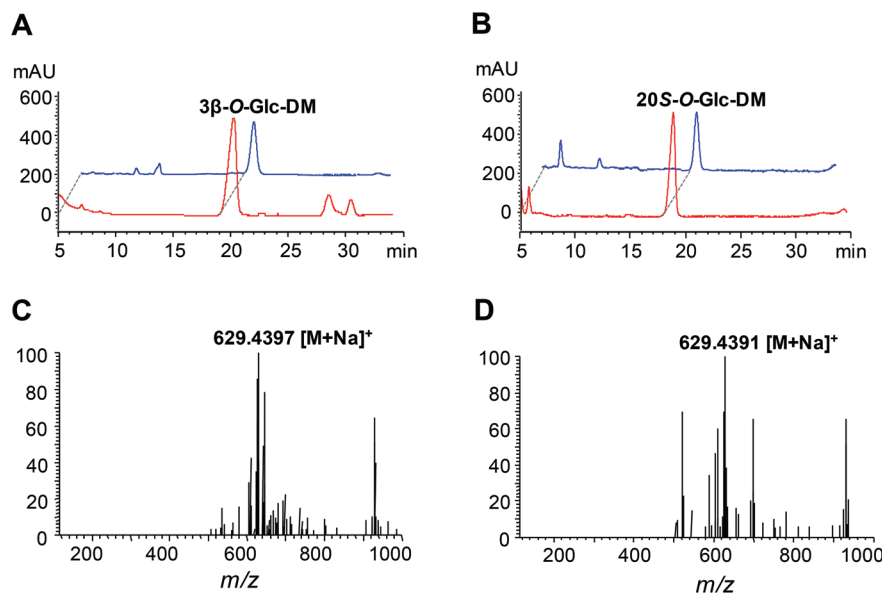 A
mAU
3β-O-Glc-DM
600
400
200
0
5 10 15 20 25 30 min
B
mAU
20S-O-Glc-DM
600
400
200
0
5 10 15 19 25 30 min
C
629.4397 [M+Na]+
100
80
60
40
20
0
200 400 600 800 1000
m/z
D
629.4391 [M+Na]+
100
80
60
40
20
0
200 400 600 800 1000
m/z